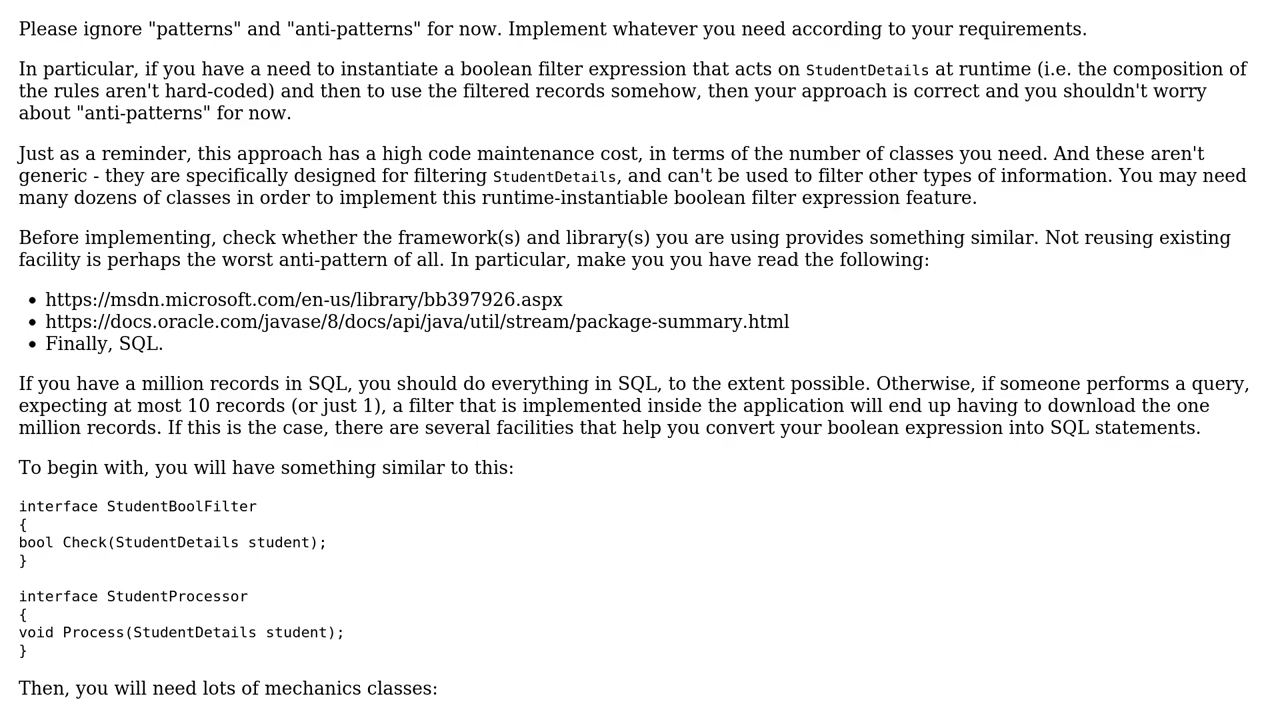 Please ignore "patterns" and "anti-patterns" for now. Implement whatever you need according to your requirements.
In particular, if you have a need to instantiate a boolean filter expression that acts on StudentDetails at runtime (i.e. the composition of
the rules aren't hard-coded) and then to use the filtered records somehow, then your approach is correct and you shouldn't worry
about "anti-patterns" for now.
Just as a reminder, this approach has a high code maintenance cost, in terms of the number of classes you need. And these aren't
generic - they are specifically designed for filtering StudentDetails, and can't be used to filter other types of information. You may need
many dozens of classes in order to implement this runtime-instantiable boolean filter expression feature.
Before implementing, check whether the framework(s) and library(s) you are using provides something similar. Not reusing existing
facility is perhaps the worst anti-pattern of all. In particular, make you you have read the following:
• https://msdn.microsoft.com/en-us/library/bb397926.aspx
• https://docs.oracle.com/javase/8/docs/api/java/util/stream/package-summary.html
• Finally, SQL.
If you have a million records in SQL, you should do everything in SQL, to the extent possible. Otherwise, if someone performs a query,
expecting at most 10 records (or just 1), a filter that is implemented inside the application will end up having to download the one
million records. If this is the case, there are several facilities that help you convert your boolean expression into SQL statements.
To begin with, you will have something similar to this:
interface StudentBoolFilter
{
bool Check(StudentDetails student);
}
interface StudentProcessor
{
void Process(StudentDetails student);
}
Then, you will need lots of mechanics classes: